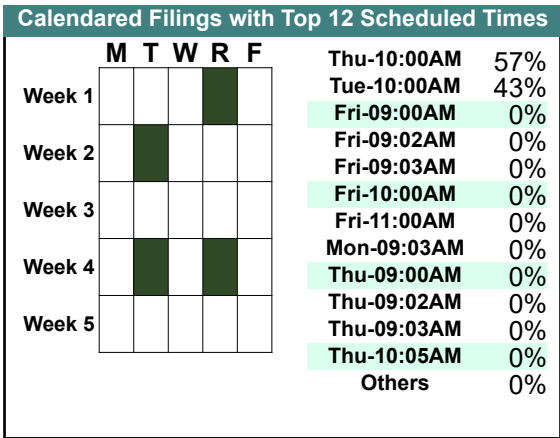 Calendared Filings with Top 12 Scheduled Times
M T W R F
Week 1
Week 2
Week 3
Week 4
Week 5
Thu-10:00AM 57%
Tue-10:00AM 43%
Fri-09:00AM 0%
Fri-09:02AM 0%
Fri-09:03AM 0%
Fri-10:00AM 0%
Fri-11:00AM 0%
Mon-09:03AM 0%
Thu-09:00AM 0%
Thu-09:02AM 0%
Thu-09:03AM 0%
Thu-10:05AM 0%
Others 0%